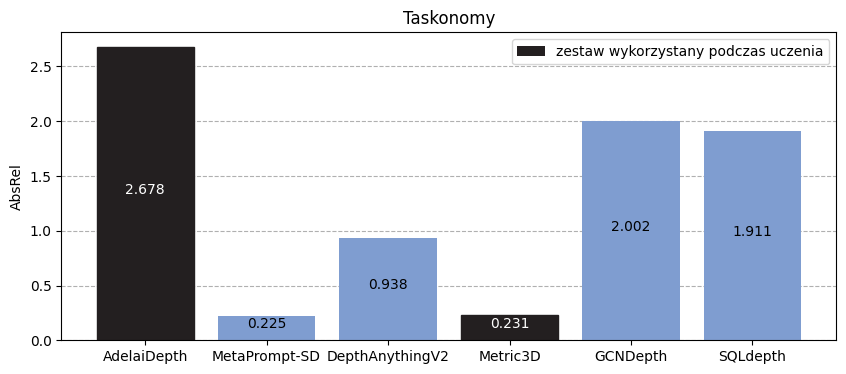 Taskonomy
zestaw wykorzystany podczas uczenia
AbsRel
2.5
2.0
1.5
1.0
0.5
0.0
2.678
0.225
0.938
0.231
2.002
1.911
AdelaiDepth
MetaPrompt-SD
DepthAnythingV2
Metric3D
GCNDepth
SQLdepth